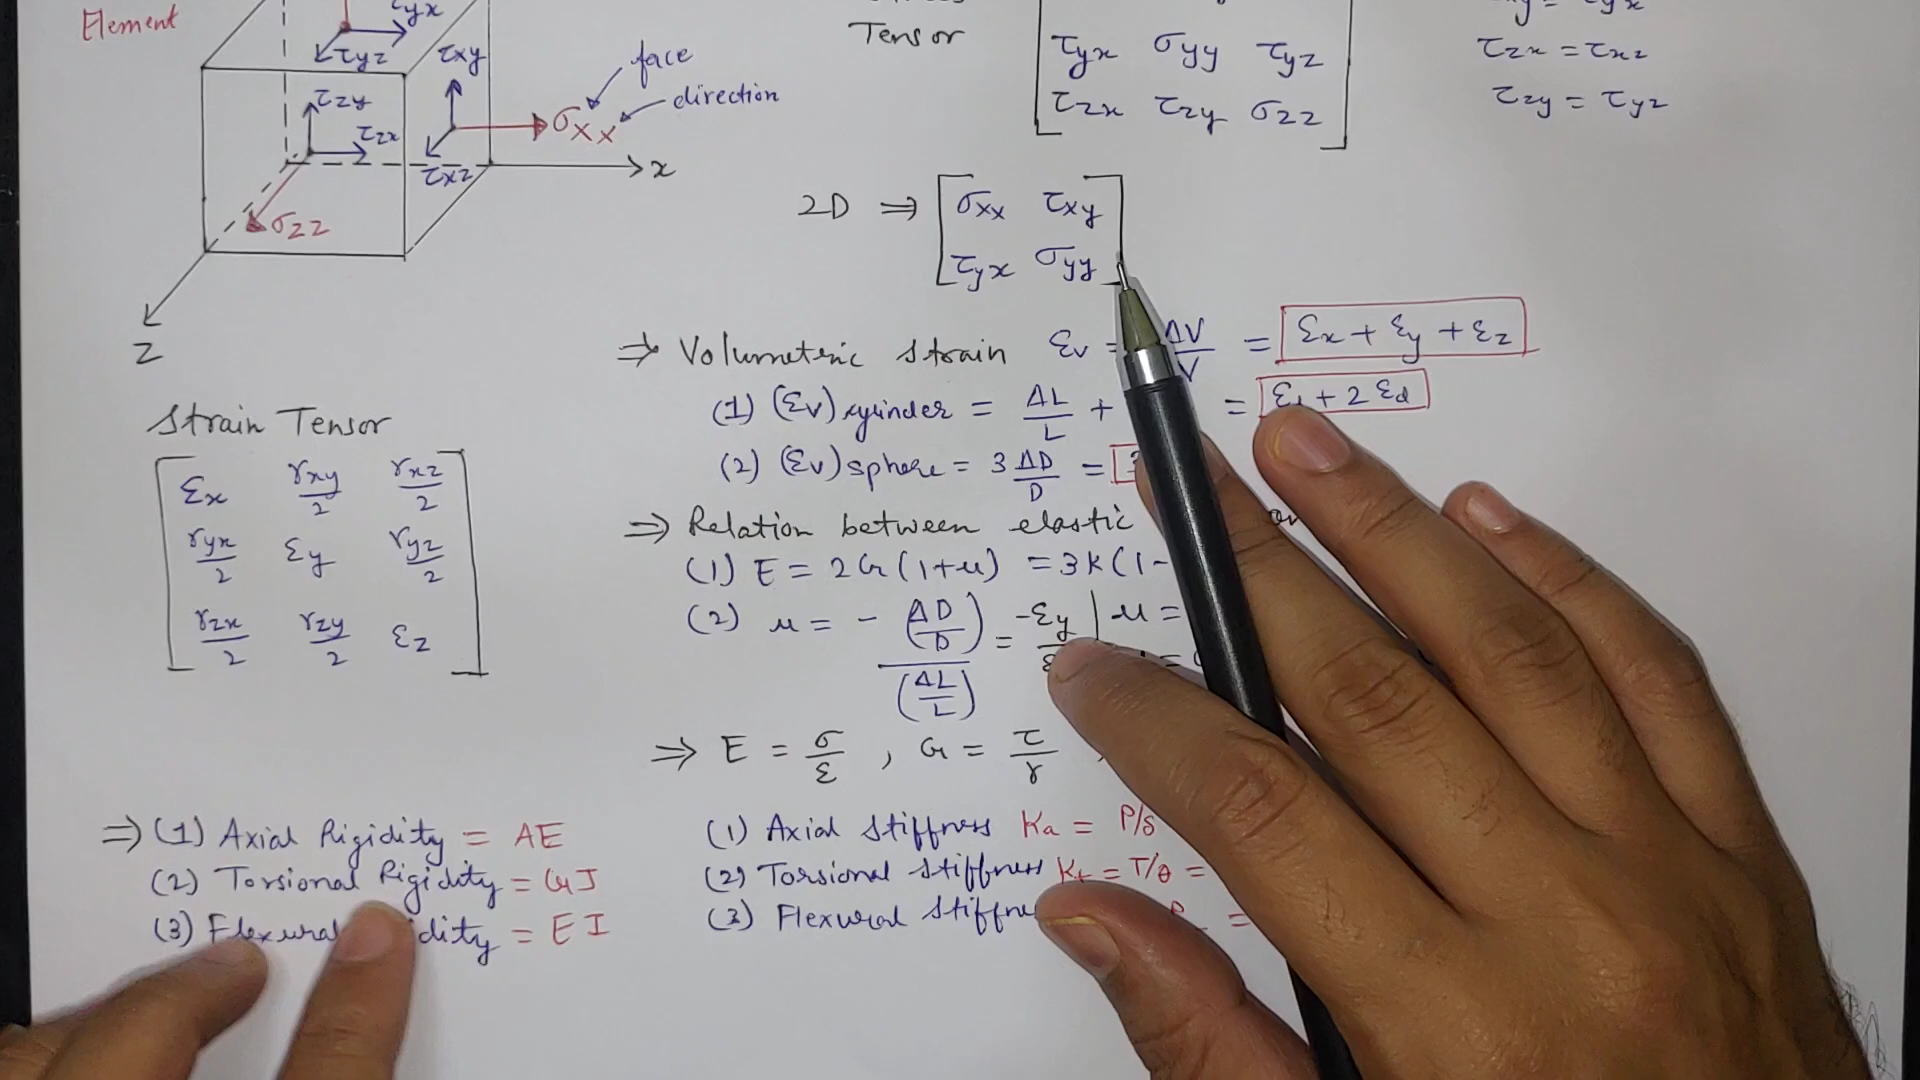 Element
τyx
τyz
τxy
face
direction
σxx
τzy
τzx
τxz
x
σzz
Z
Tensor
τyx σyy τyz
τzx τzy σzz
τzx = τxz
τzy = τyz
2D ⇒ [σxx τxy
τyx σyy]
⇒ Volumetric strain εv = ΔV/V = εx + εy + εz
(1) (εv)cylinder = ΔL/L + = εl + 2 εd
(2) (εv)sphere = 3 ΔD/D =
Strain Tensor
εx γxy/2 γxz/2
γyx/2 εy γyz/2
γzx/2 γzy/2 εz
⇒ Relation between elastic
(1) E = 2G(1+μ) = 3K(1-
(2) μ = - (ΔD/D)/(ΔL/L) = -εy/ε | μ =
⇒ E = σ/ε , G = τ/γ ,
⇒ (1) Axial Rigidity = AE
(2) Torsional Rigidity = GJ
(3) Flexural = EI
(1) Axial stiffness Ka = P/δ
(2) Torsional stiffness Kt = T/θ =
(3) Flexural =